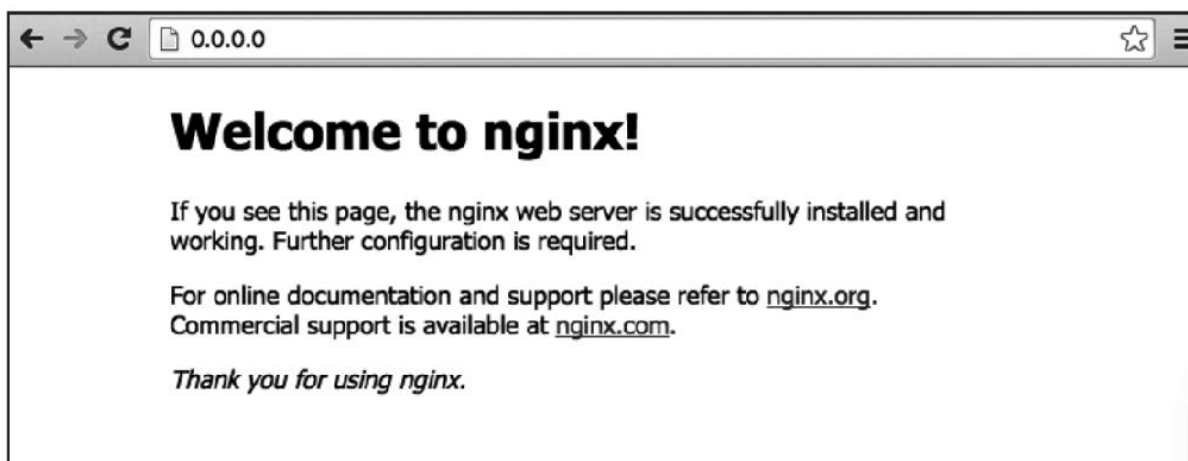 0.0.0.0
Welcome to nginx!
If you see this page, the nginx web server is successfully installed and
working. Further configuration is required.
For online documentation and support please refer to nginx.org.
Commercial support is available at nginx.com.
Thank you for using nginx.